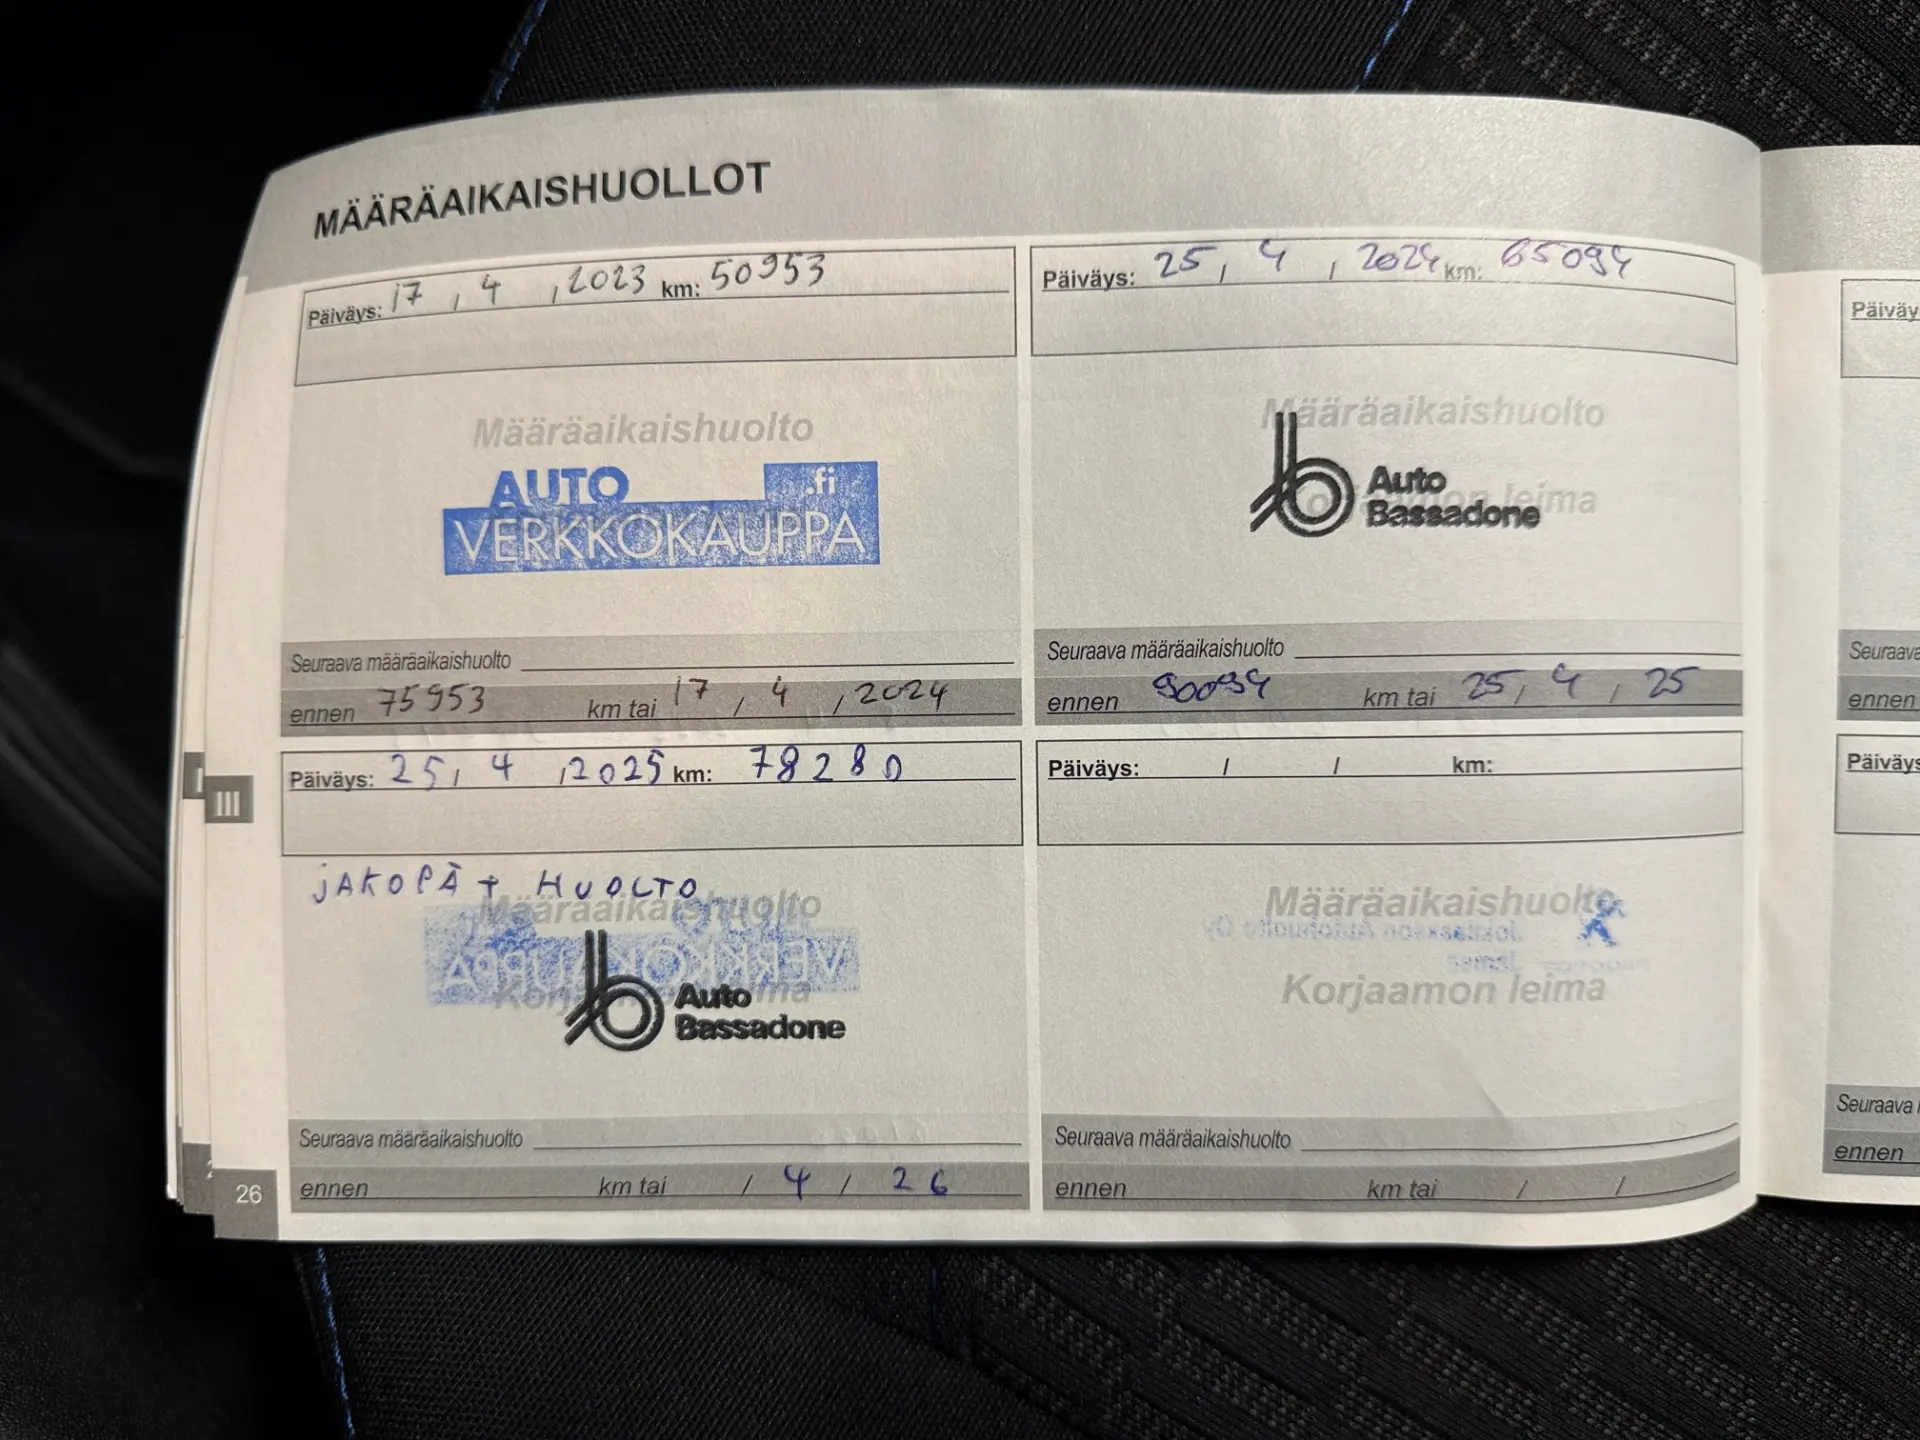 MÄÄRÄAIKAISHUOLLOT
Päiväys: 17 , 4 , 2023 km: 50953
Määräaikaishuolto
AUTO .fi
VERKKOKAUPPA
Seuraava määräaikaishuolto
ennen 75953 km tai 17 / 4 / 2024
Päiväys: 25 / 4 / 2024 km: 65094
Määräaikaishuolto
Korjaamon leima
Auto
Bassadone
Seuraava määräaikaishuolto
ennen 90094 km tai 25 / 4 / 25
Päiväys: 25 / 4 / 2025 km: 78280
JAKOPÄ + HUOLTO
Määräaikaishuolto
Auto
Bassadone
Seuraava määräaikaishuolto
ennen km tai / 4 / 26
Päiväys: / / km:
Määräaikaishuolto
Korjaamon leima
Seuraava määräaikaishuolto
ennen km tai / /
III
26
Päiväy
Seuraava
ennen
Päiväys
Seuraava
ennen